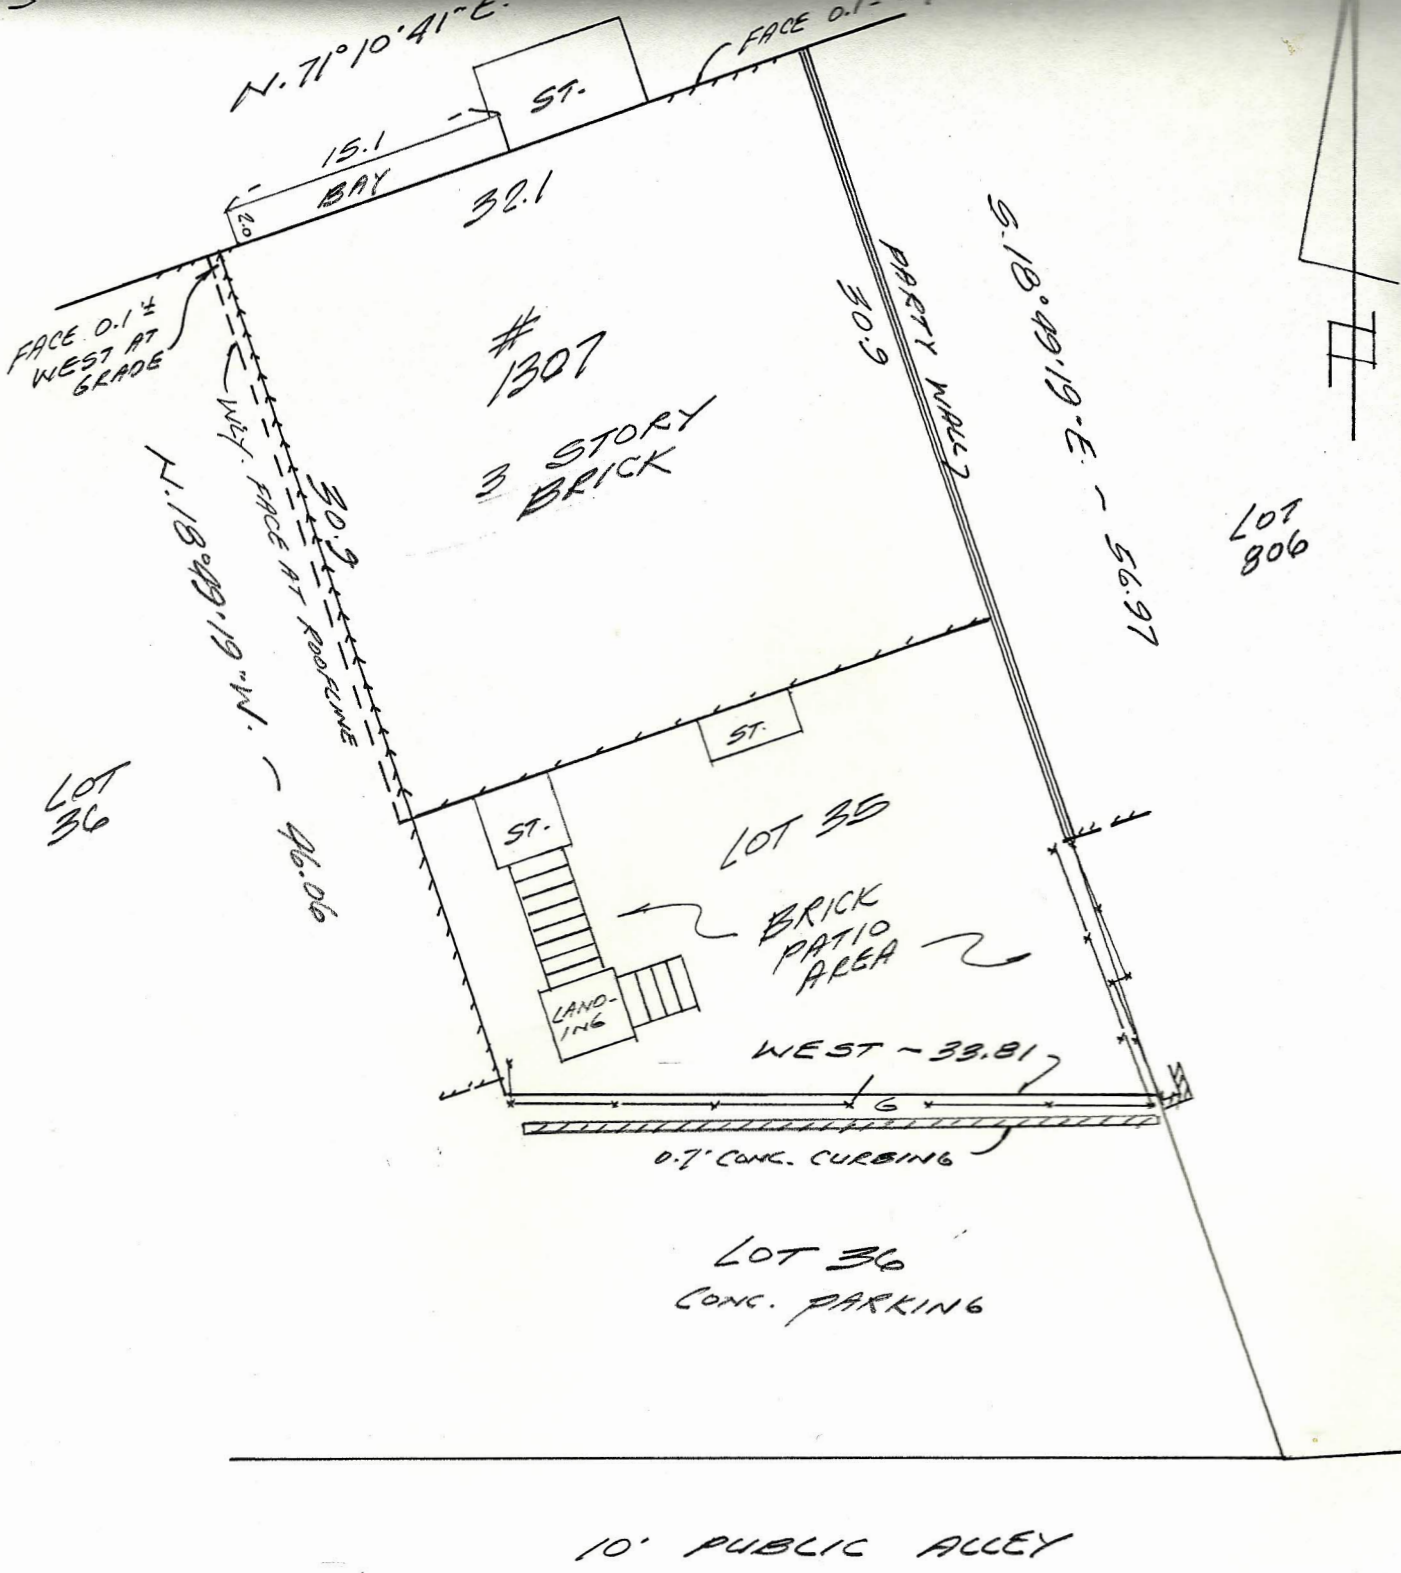 N. 71° 10' 41" E.
FACE 0.1
ST.
15.1
BAY
2.0
32.1
FACE 0.1'±
WEST AT
GRADE
#
1307
3 STORY
BRICK
30.9
PARTY WALL
S. 18° 49' 19" E. ~ 56.97
LOT
806
WLY. FACE AT ROOFLINE
30.9
N. 18° 49' 19" W. ~ 46.06
LOT
36
ST.
ST.
LOT 35
BRICK
PATIO
AREA
LAND-
ING
WEST ~ 33.81
G
0.7' CONC. CURBING
LOT 36
CONC. PARKING
10' PUBLIC ALLEY